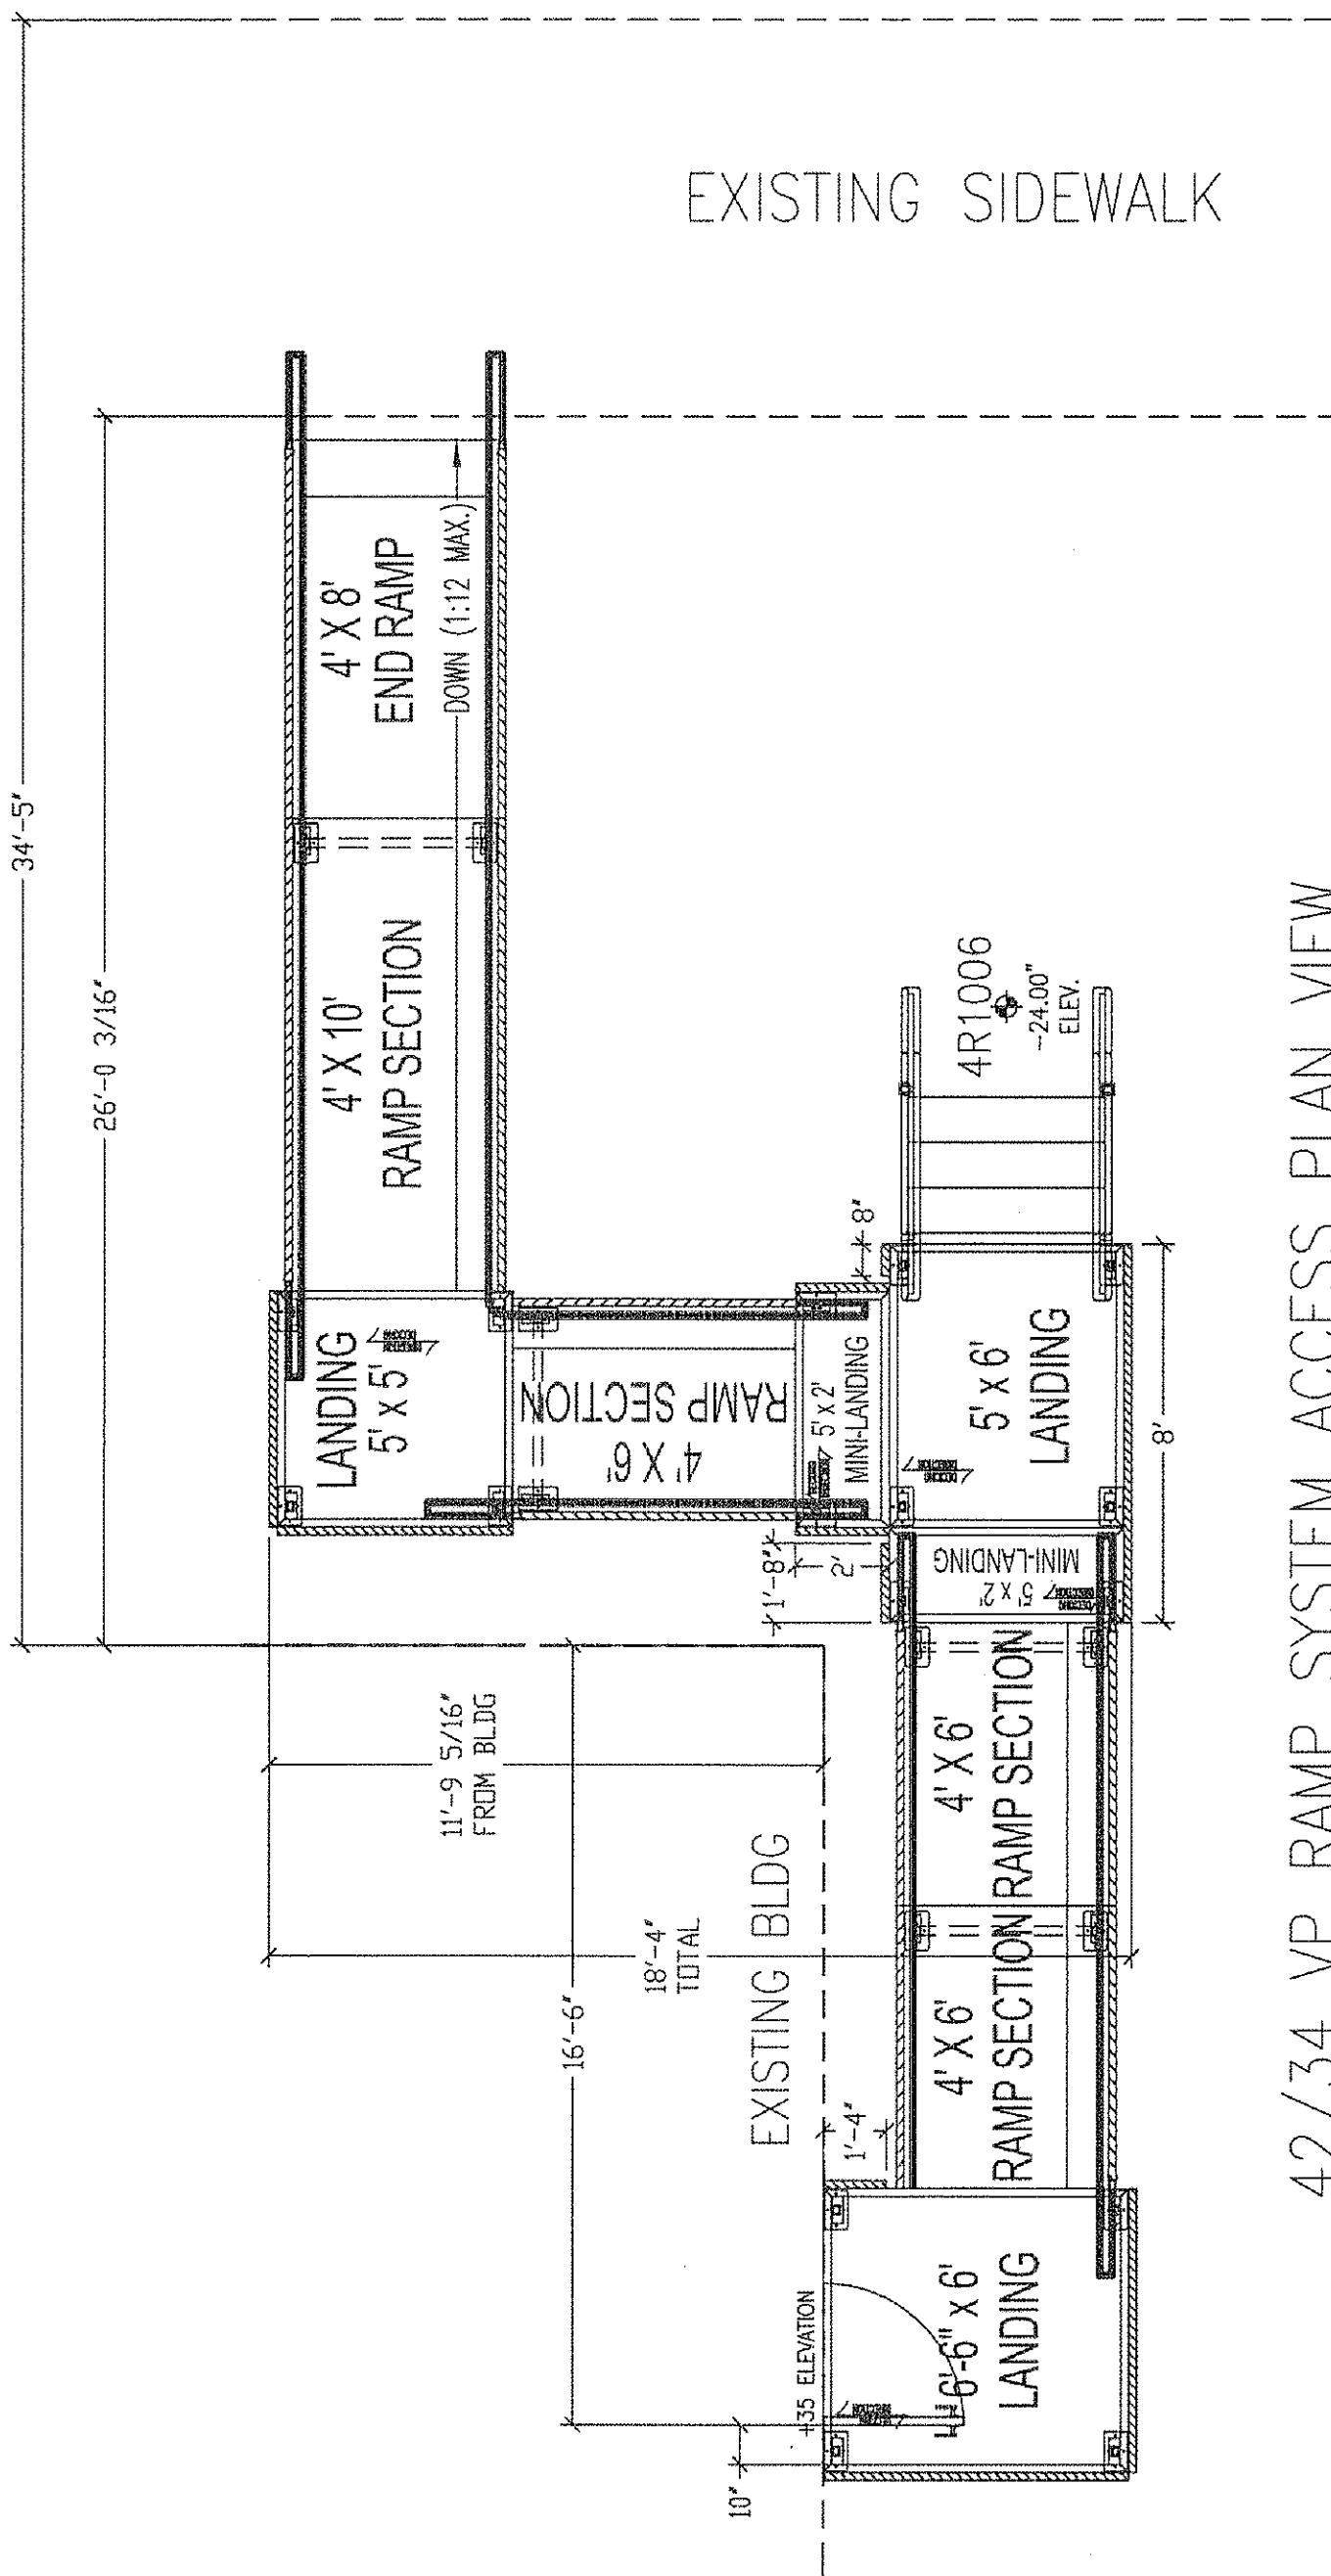 34'-5"
26'-0 3/16"
EXISTING SIDEWALK
4' X 8'
END RAMP
DOWN (1:12 MAX.)
4' X 10'
RAMP SECTION
LANDING
5' x 5'
4' X 6'
RAMP SECTION
5' x 2'
MINI-LANDING
8"
4R1006
-24.00"
ELEV.
5' x 6'
LANDING
8'
1'-8"
2'
5' x 2'
MINI-LANDING
11'-9 5/16"
FROM BLDG
18'-4"
TOTAL
16'-6"
EXISTING BLDG
4' X 6'
RAMP SECTION
4' X 6'
RAMP SECTION
1'-4"
+35 ELEVATION
6'-6" x 6'
LANDING
10"
42/34 VP RAMP SYSTEM ACCESS PLAN VIEW